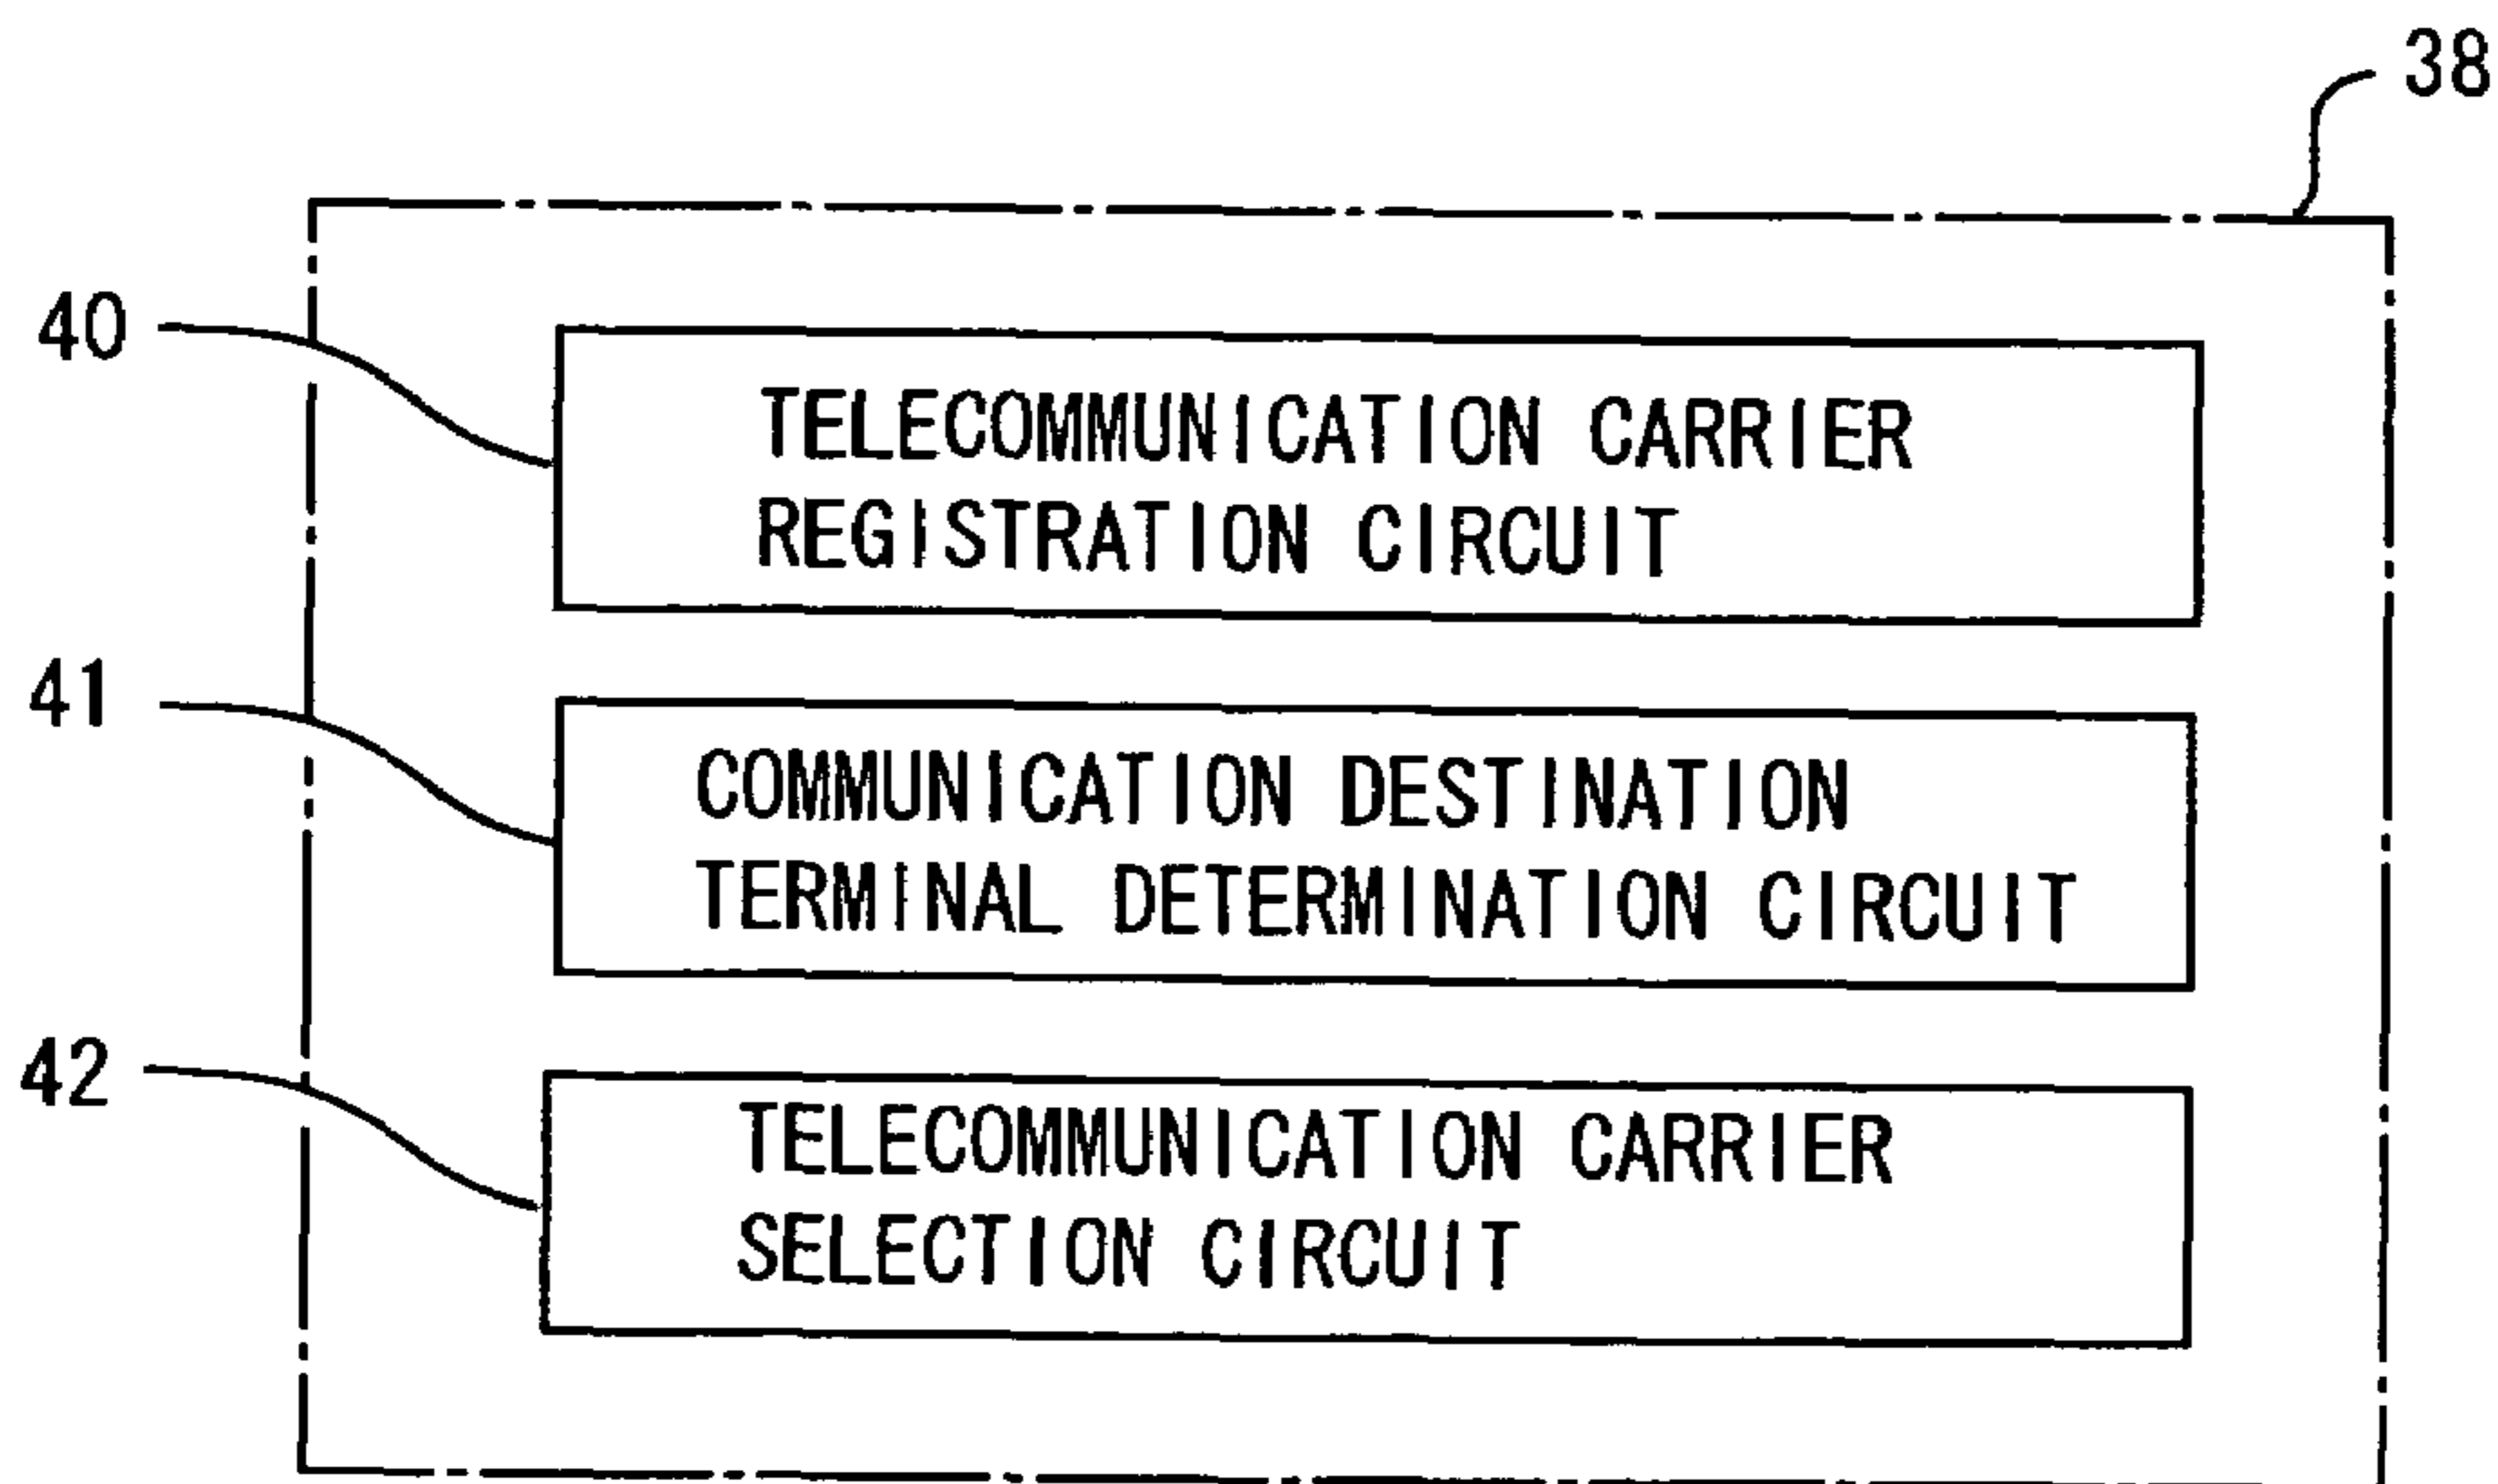 38
40
TELECOMMUNICATION CARRIER
REGISTRATION CIRCUIT
41
COMMUNICATION DESTINATION
TERMINAL DETERMINATION CIRCUIT
42
TELECOMMUNICATION CARRIER
SELECTION CIRCUIT